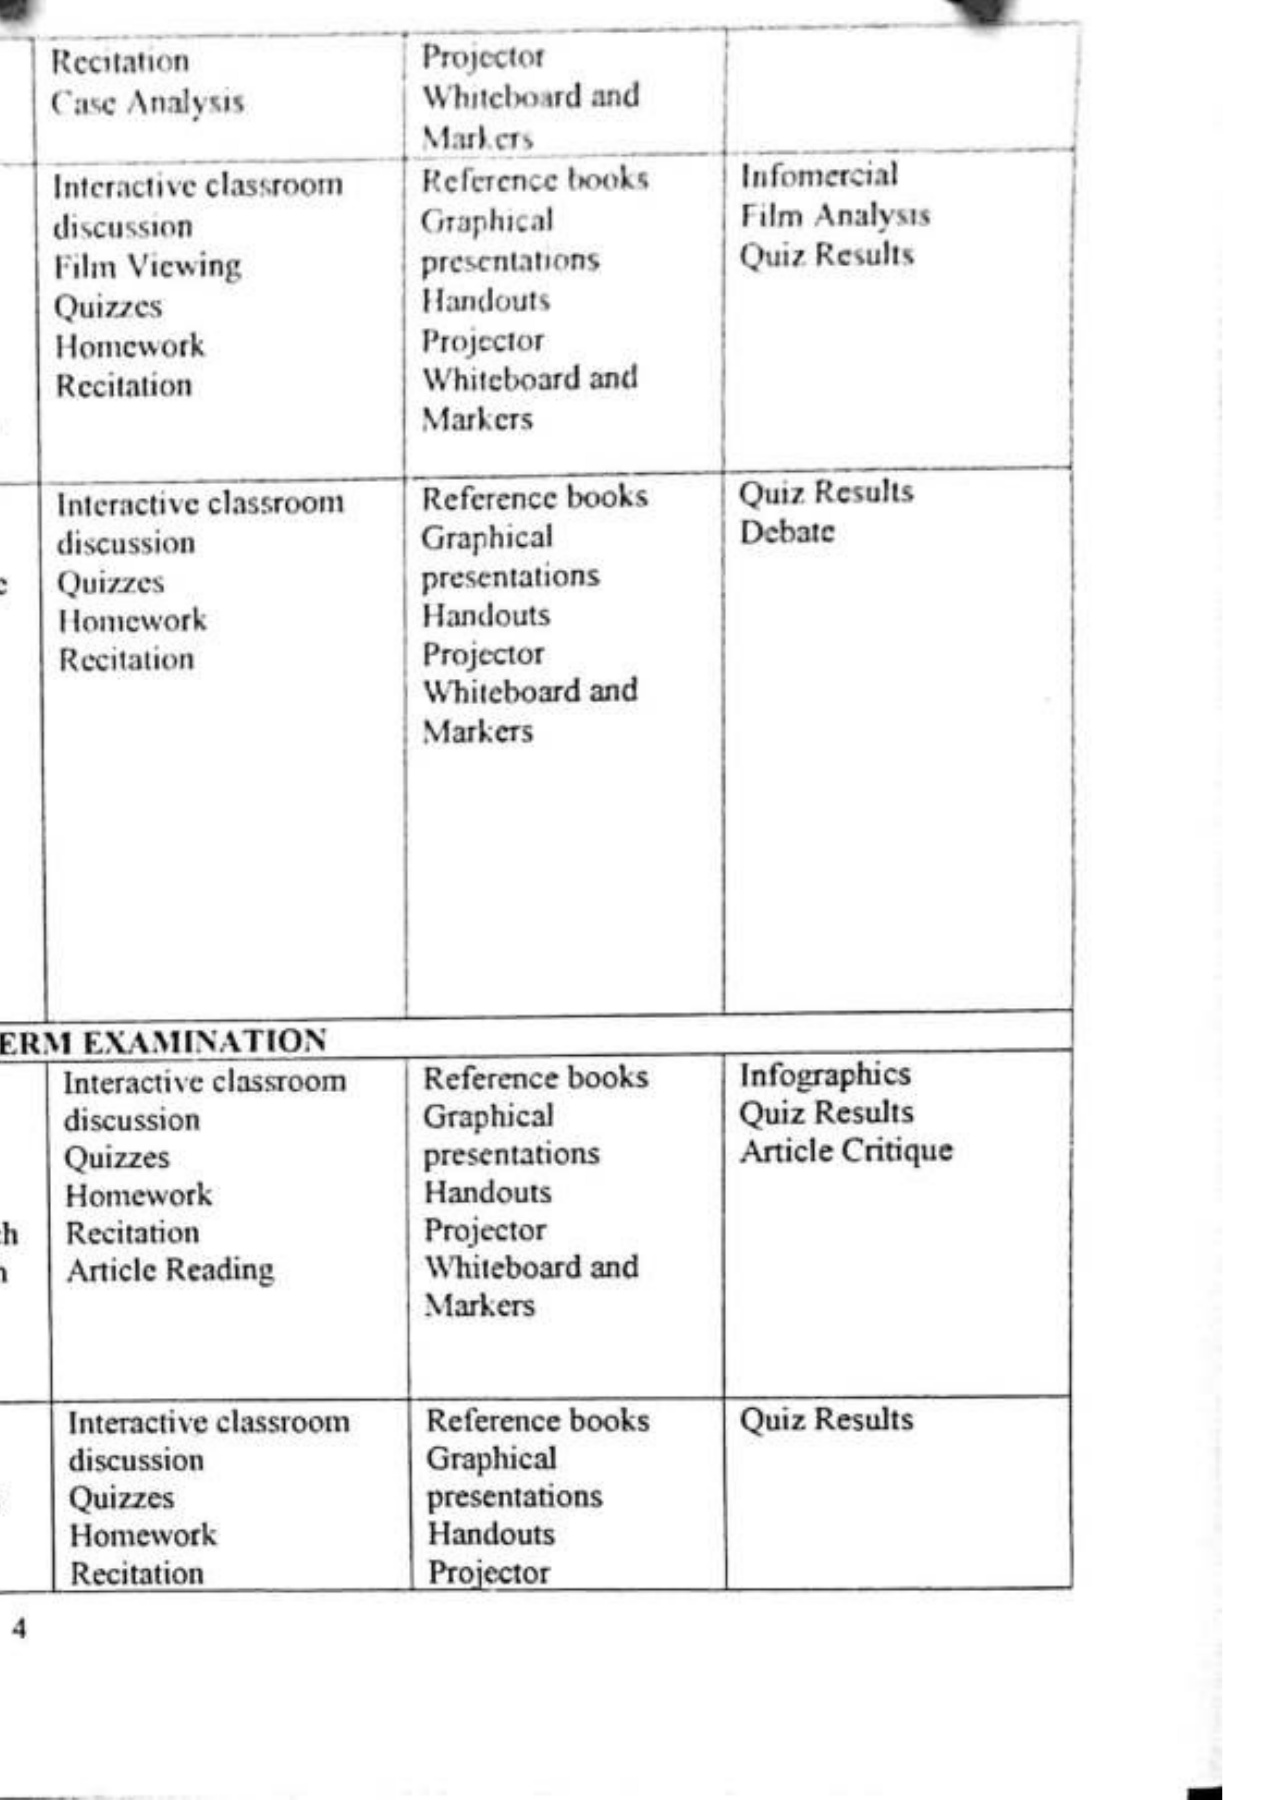 Recitation
Case Analysis
Projector
Whiteboard and
Markers
Interactive classroom
discussion
Film Viewing
Quizzes
Homework
Recitation
Reference books
Graphical
presentations
Handouts
Projector
Whiteboard and
Markers
Infomercial
Film Analysis
Quiz Results
Interactive classroom
discussion
Quizzes
Homework
Recitation
Reference books
Graphical
presentations
Handouts
Projector
Whiteboard and
Markers
Quiz Results
Debate
ERM EXAMINATION
Interactive classroom
discussion
Quizzes
Homework
Recitation
Article Reading
Reference books
Graphical
presentations
Handouts
Projector
Whiteboard and
Markers
Infographics
Quiz Results
Article Critique
Interactive classroom
discussion
Quizzes
Homework
Recitation
Reference books
Graphical
presentations
Handouts
Projector
Quiz Results
4